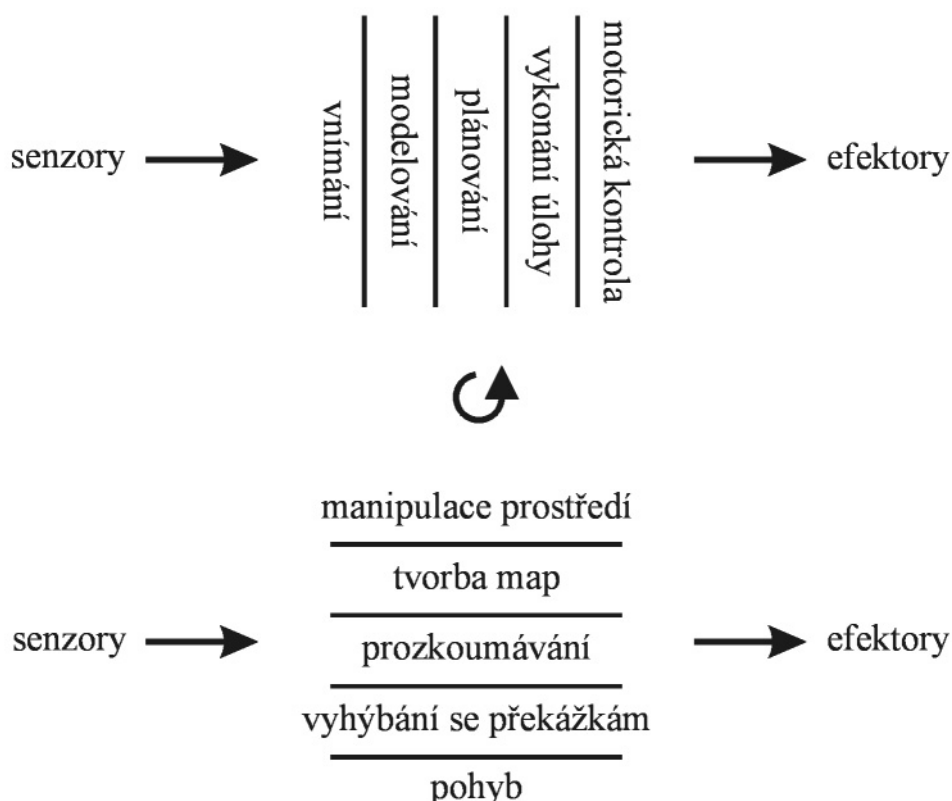 senzory
vnímání
modelování
plánování
vykonání úlohy
motorická kontrola
efektory
manipulace prostředí
tvorba map
senzory
prozkoumávání
efektory
vyhýbání se překážkám
pohyb